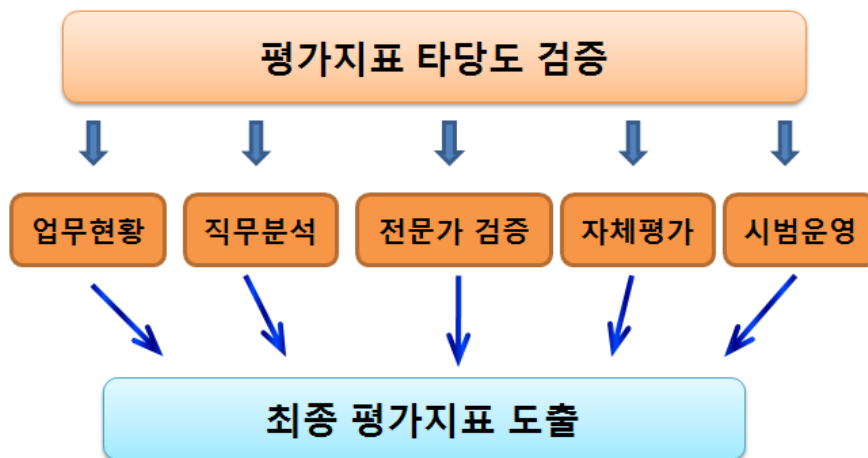 평가지표 타당도 검증
업무현황
직무분석
전문가 검증
자체평가
시범운영
최종 평가지표 도출